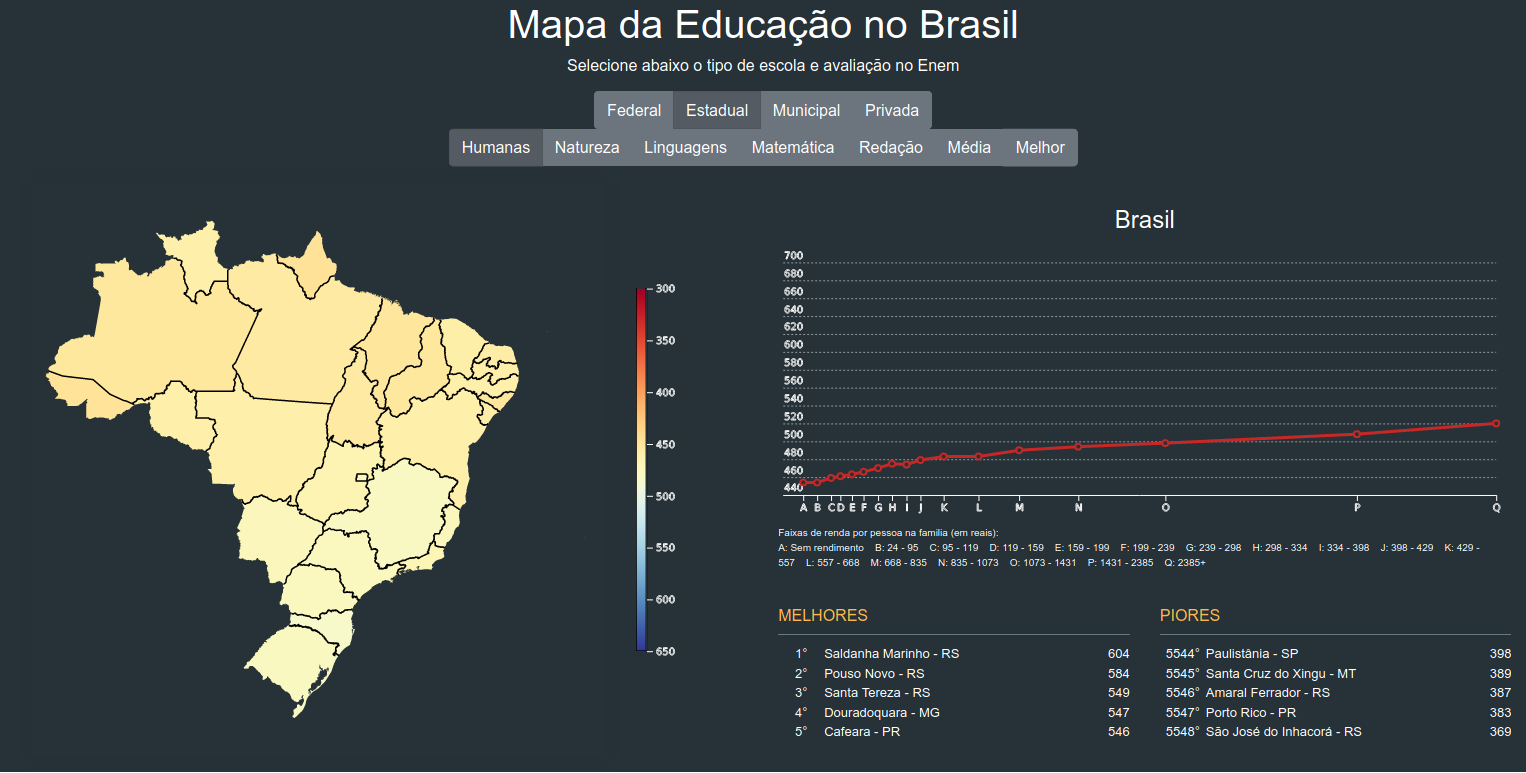 Mapa da Educação no Brasil
Selecione abaixo o tipo de escola e avaliação no Enem
Federal Estadual Municipal Privada
Humanas Natureza Linguagens Matemática Redação Média Melhor
300
350
400
450
500
550
600
650
Brasil
700
680
660
640
620
600
580
560
540
520
500
480
460
440
A B C D E F G H I J K L M N O P Q
Faixas de renda por pessoa na família (em reais):
A: Sem rendimento B: 24 - 95 C: 95 - 119 D: 119 - 159 E: 159 - 199 F: 199 - 239 G: 239 - 298 H: 298 - 334 I: 334 - 398 J: 398 - 429 K: 429 -
557 L: 557 - 668 M: 668 - 835 N: 835 - 1073 O: 1073 - 1431 P: 1431 - 2385 Q: 2385+
MELHORES
1° Saldanha Marinho - RS 604
2° Pouso Novo - RS 584
3° Santa Tereza - RS 549
4° Douradoquara - MG 547
5° Cafeara - PR 546
PIORES
5544° Paulistânia - SP 398
5545° Santa Cruz do Xingu - MT 389
5546° Amaral Ferrador - RS 387
5547° Porto Rico - PR 383
5548° São José do Inhacorá - RS 369